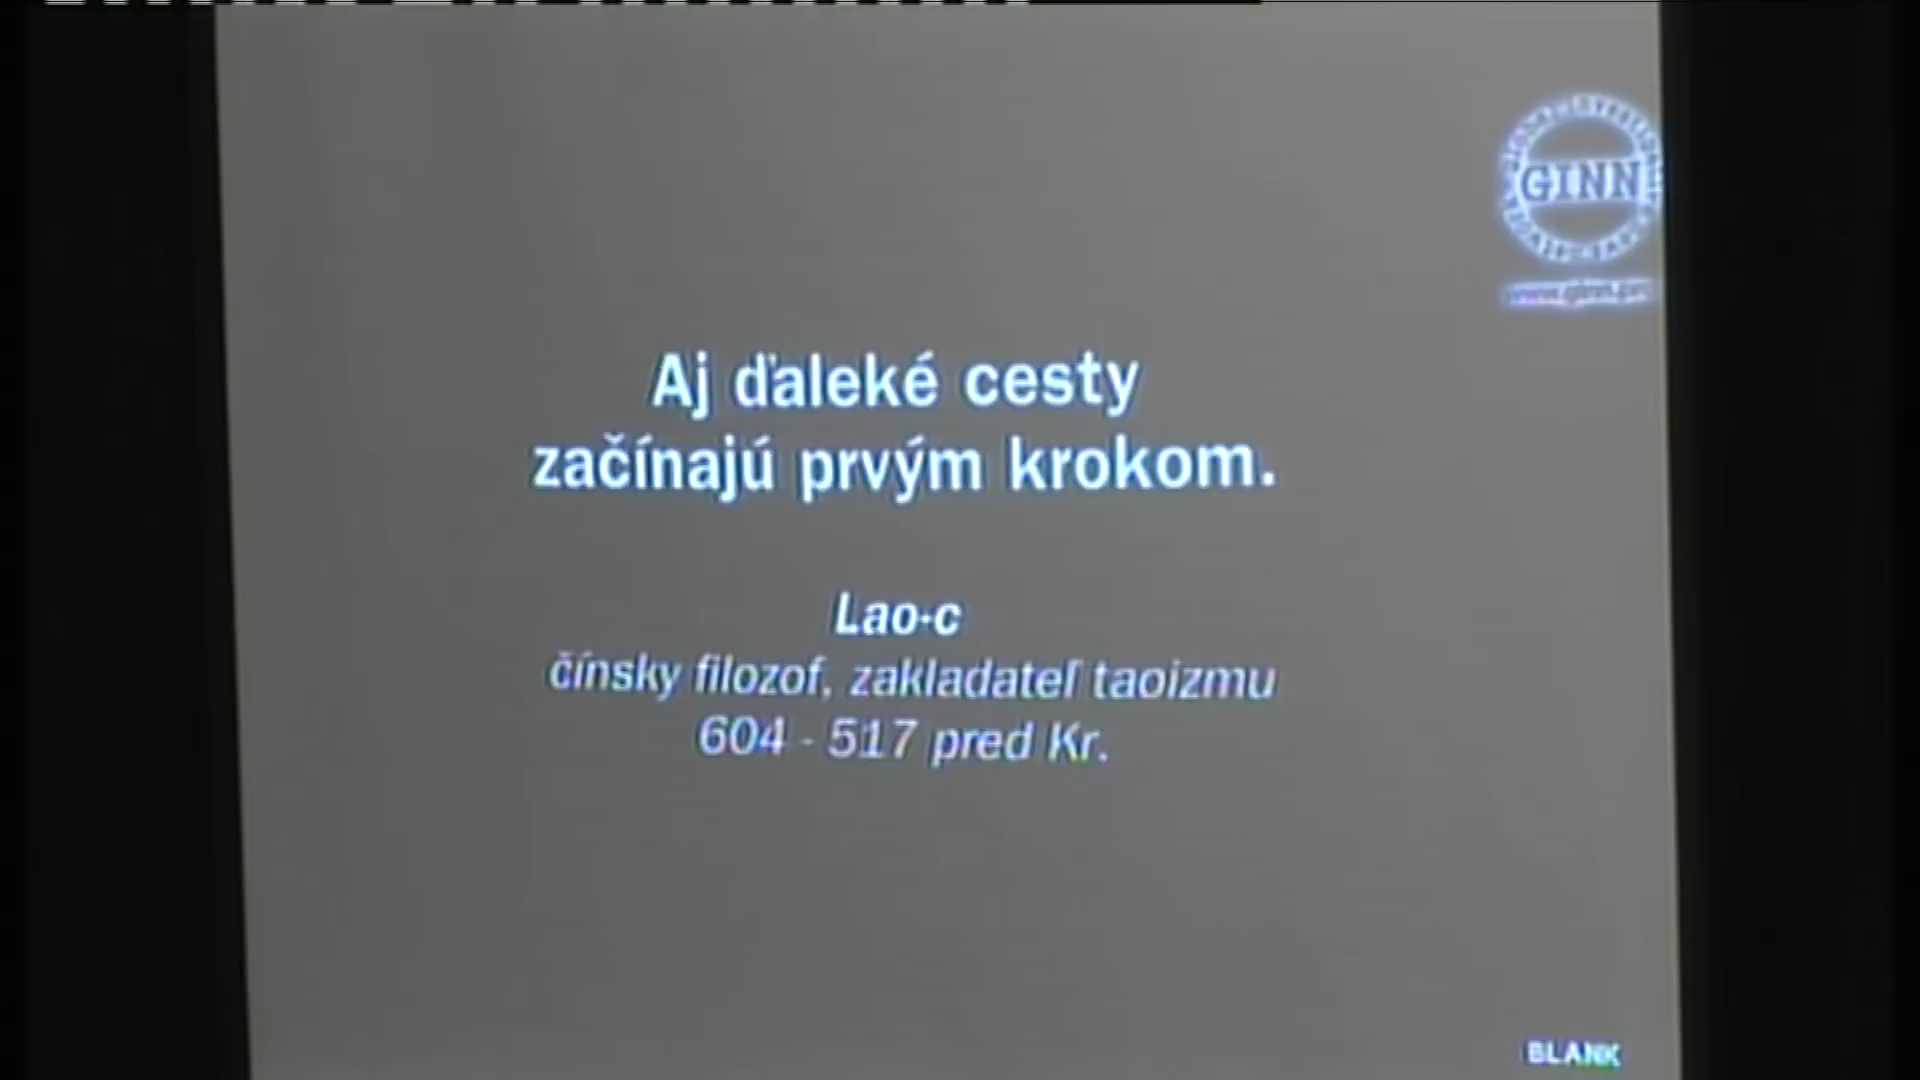 GINN
Aj ďaleké cesty
začínajú prvým krokom.
Lao-c
čínsky filozof, zakladateľ taoizmu
604 - 517 pred Kr.
BLANK